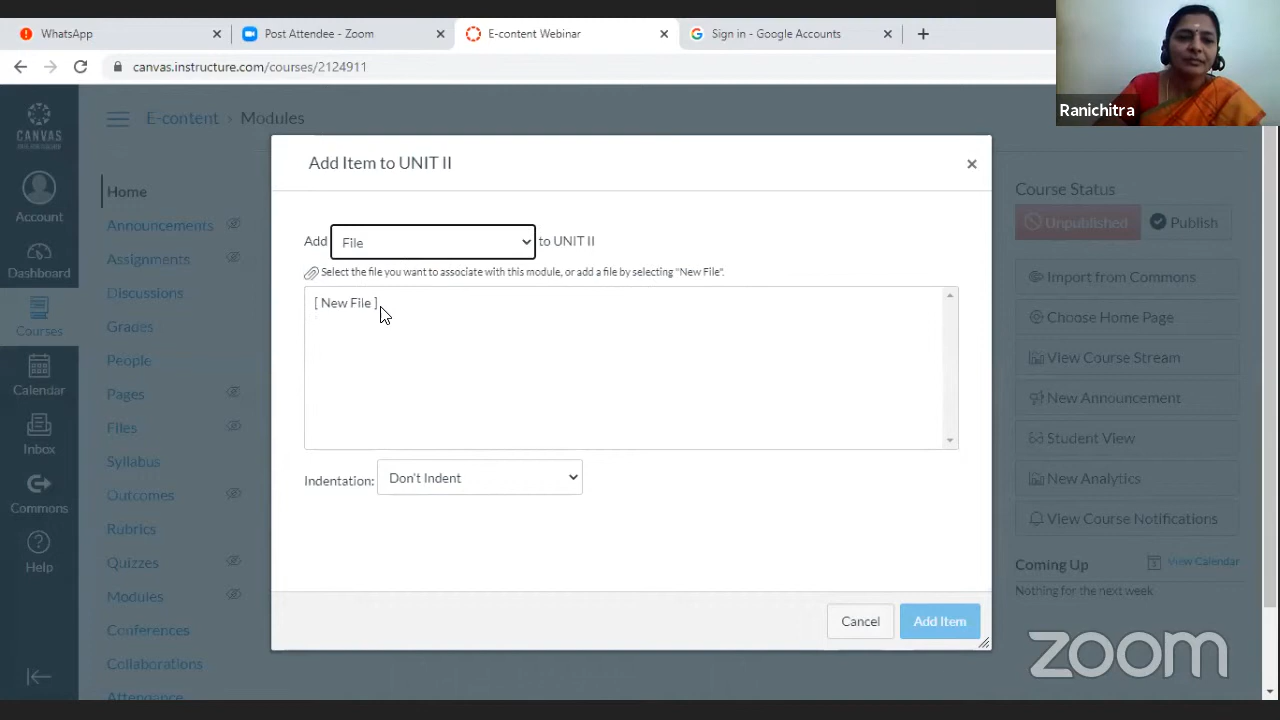 WhatsApp
Post Attendee - Zoom
E-content Webinar
Sign in - Google Accounts
canvas.instructure.com/courses/2124911
Ranichitra
CANVAS
Account
Dashboard
Courses
Calendar
Inbox
Commons
Help
E-content › Modules
Home
Announcements
Assignments
Discussions
Grades
People
Pages
Files
Syllabus
Outcomes
Rubrics
Quizzes
Modules
Conferences
Collaborations
Attendance
Add Item to UNIT II
Add File to UNIT II
Select the file you want to associate with this module, or add a file by selecting "New File".
[ New File ]
Indentation: Don't Indent
Cancel
Add Item
Course Status
Unpublished
Publish
Import from Commons
Choose Home Page
View Course Stream
New Announcement
Student View
New Analytics
View Course Notifications
Coming Up
View Calendar
Nothing for the next week
zoom